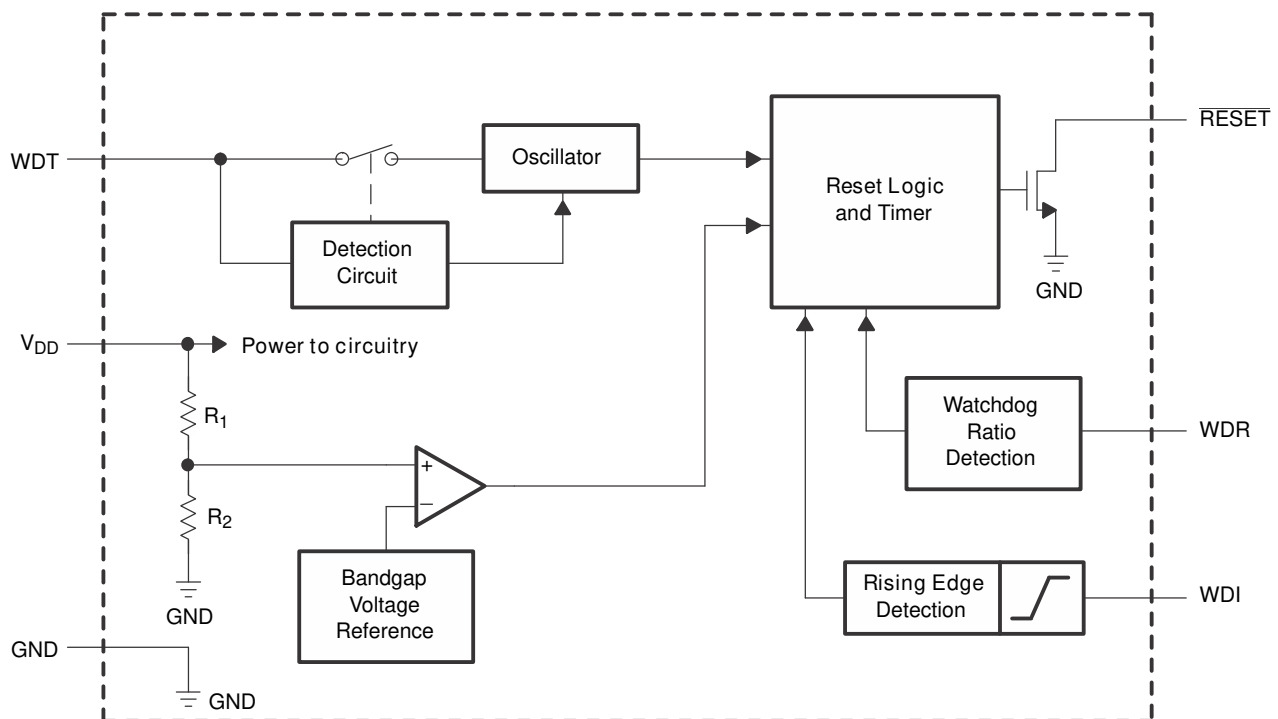 RESET
WDT
Oscillator
Reset Logic
and Timer
Detection
Circuit
GND
VDD
Power to circuitry
R1
Watchdog
Ratio
Detection
WDR
+
−
R2
Bandgap
Voltage
Reference
Rising Edge
Detection
WDI
GND
GND
GND